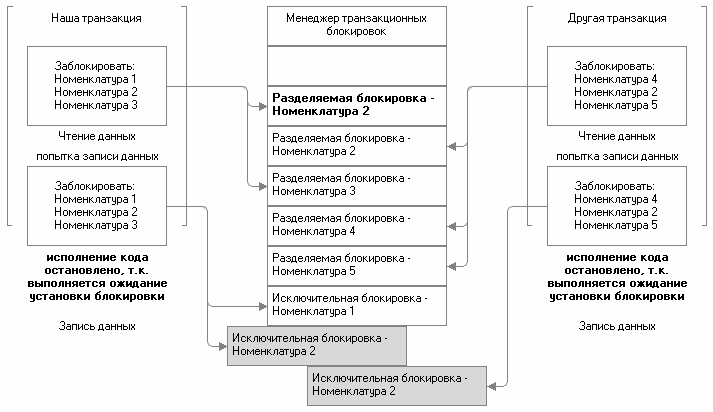 Наша транзакция
Заблокировать:
Номенклатура 1
Номенклатура 2
Номенклатура 3
Чтение данных
попытка записи данных
Заблокировать:
Номенклатура 1
Номенклатура 2
Номенклатура 3
исполнение кода
остановлено, т.к.
выполняется ожидание
установки блокировки
Запись данных
Менеджер транзакционных
блокировок
Разделяемая блокировка -
Номенклатура 2
Разделяемая блокировка -
Номенклатура 2
Разделяемая блокировка -
Номенклатура 3
Разделяемая блокировка -
Номенклатура 4
Разделяемая блокировка -
Номенклатура 5
Исключительная блокировка -
Номенклатура 1
Исключительная блокировка -
Номенклатура 2
Исключительная блокировка -
Номенклатура 2
Другая транзакция
Заблокировать:
Номенклатура 4
Номенклатура 2
Номенклатура 5
Чтение данных
попытка записи данных
Заблокировать:
Номенклатура 4
Номенклатура 2
Номенклатура 5
исполнение кода
остановлено, т.к.
выполняется ожидание
установки блокировки
Запись данных